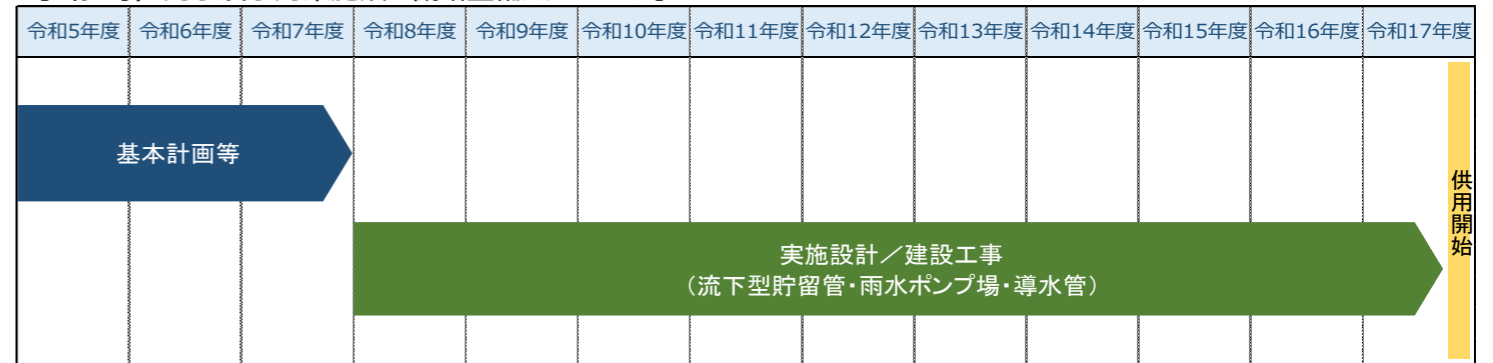 令和5年度 令和6年度 令和7年度 令和8年度 令和9年度 令和10年度 令和11年度 令和12年度 令和13年度 令和14年度 令和15年度 令和16年度 令和17年度
基本計画等
実施設計／建設工事
（流下型貯留管・雨水ポンプ場・導水管）
供用開始